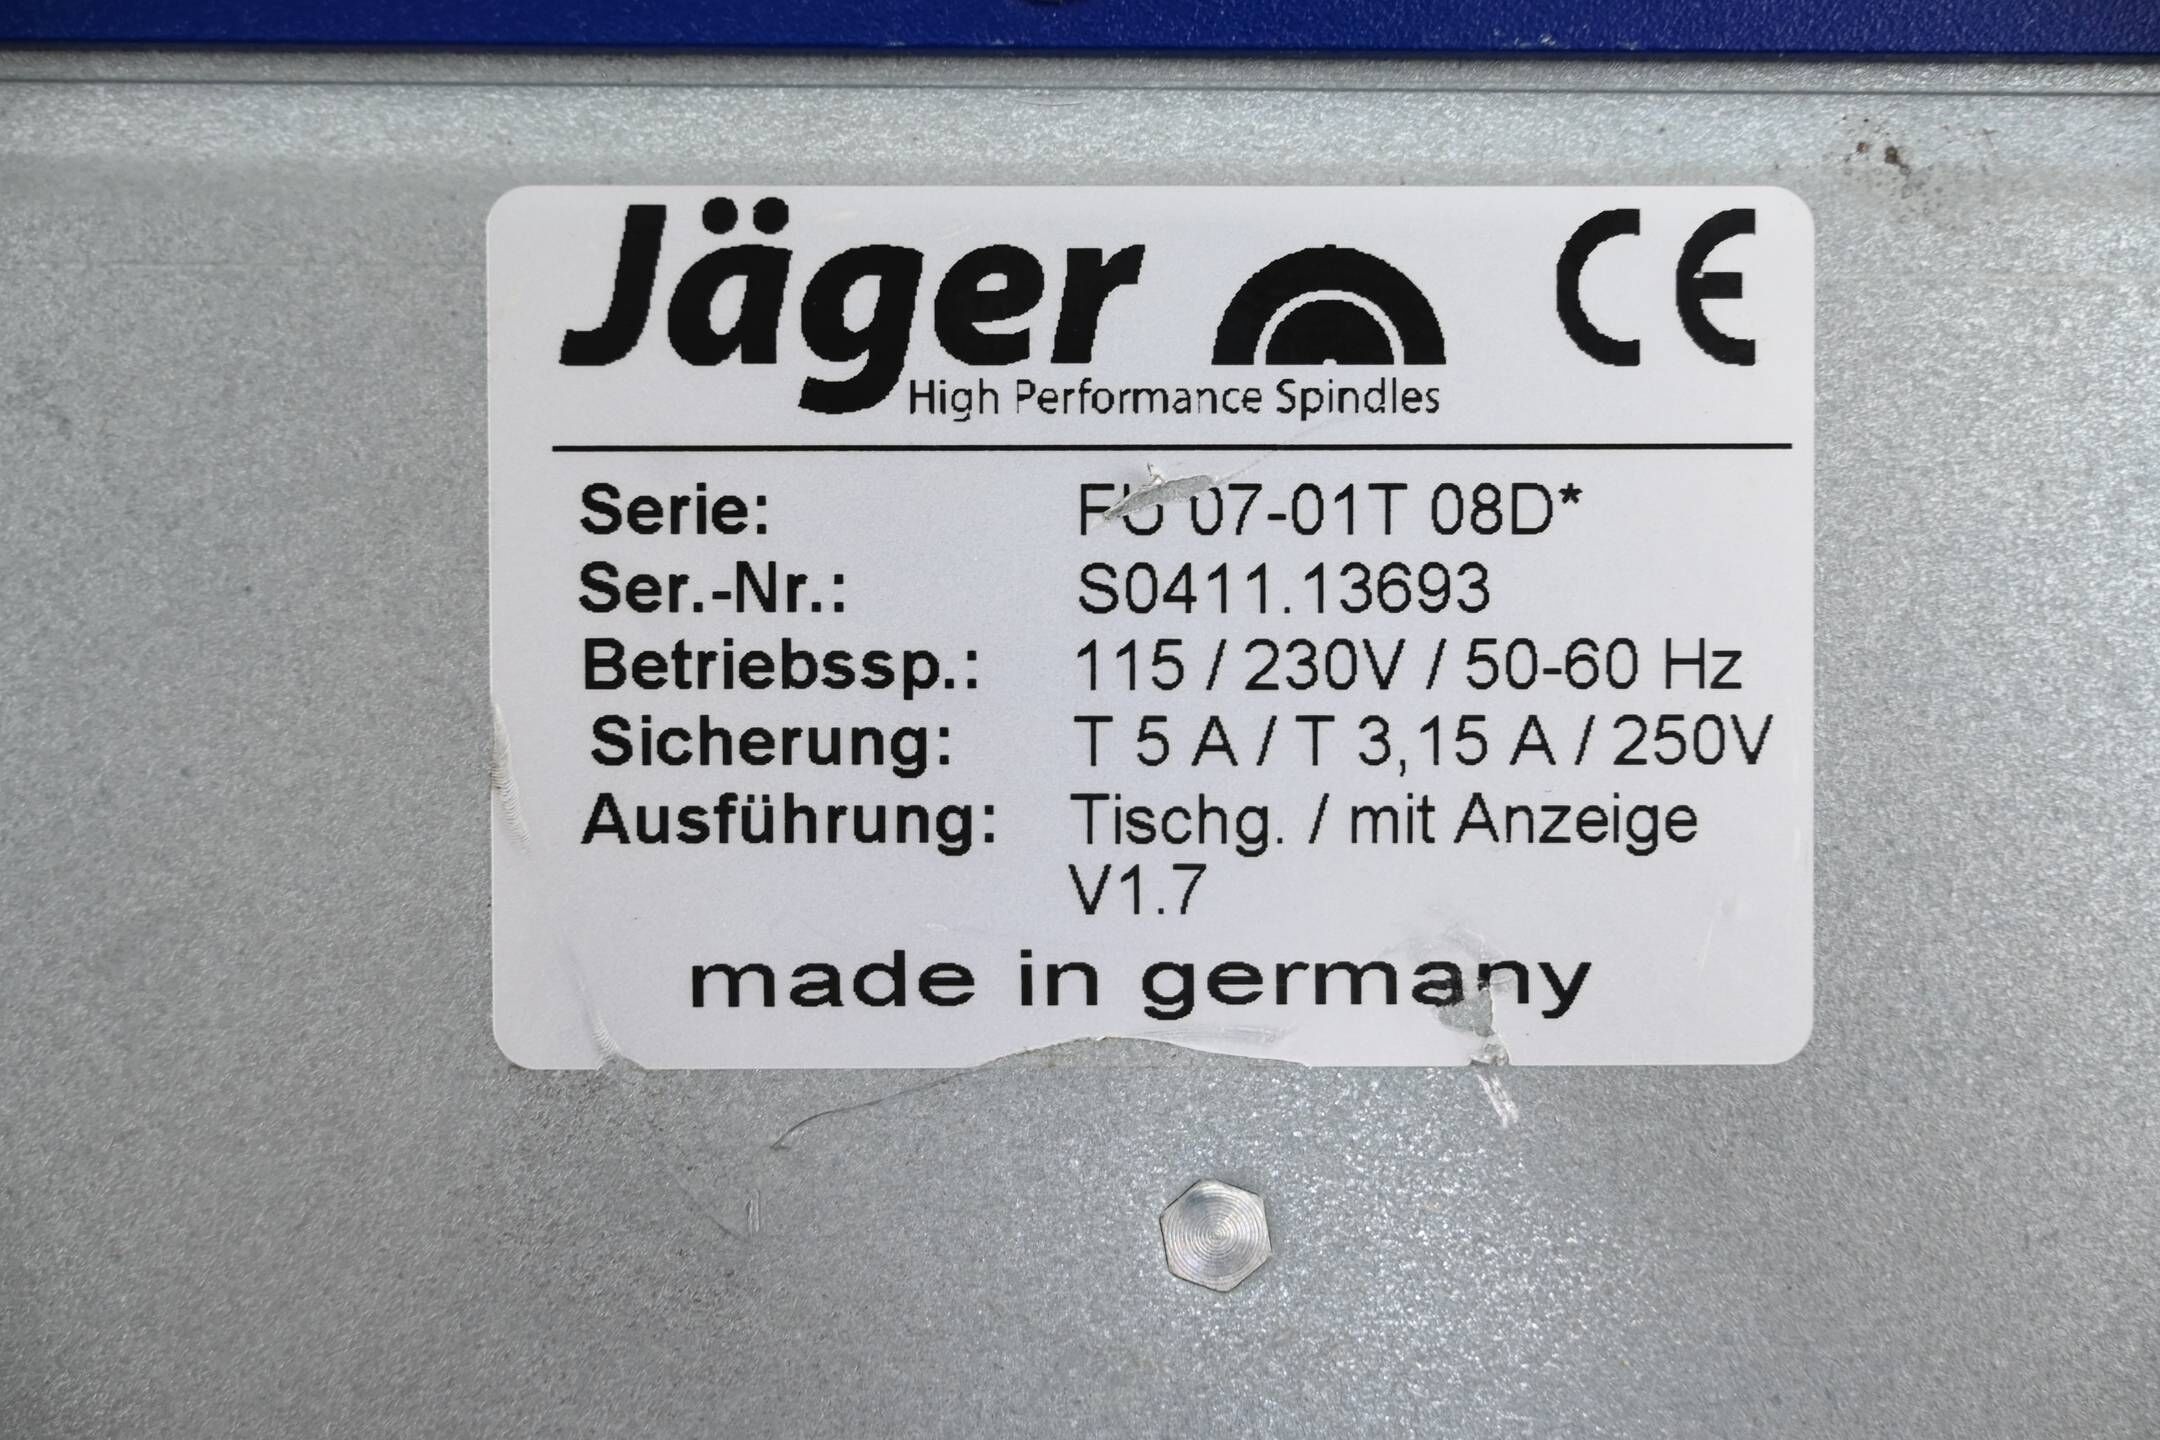 Jäger CE
High Performance Spindles
Serie: FU 07-01T 08D*
Ser.-Nr.: S0411.13693
Betriebssp.: 115 / 230V / 50-60 Hz
Sicherung: T 5 A / T 3,15 A / 250V
Ausführung: Tischg. / mit Anzeige
V1.7
made in germany